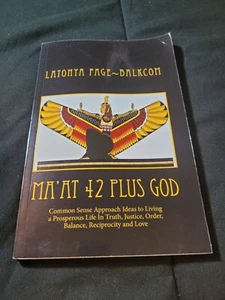 LATONYA PAGE~BALKCOM
MA'AT 42 PLUS GOD
Common Sense Approach Ideas to Living
a Prosperous Life In Truth, Justice, Order,
Balance, Reciprocity and Love